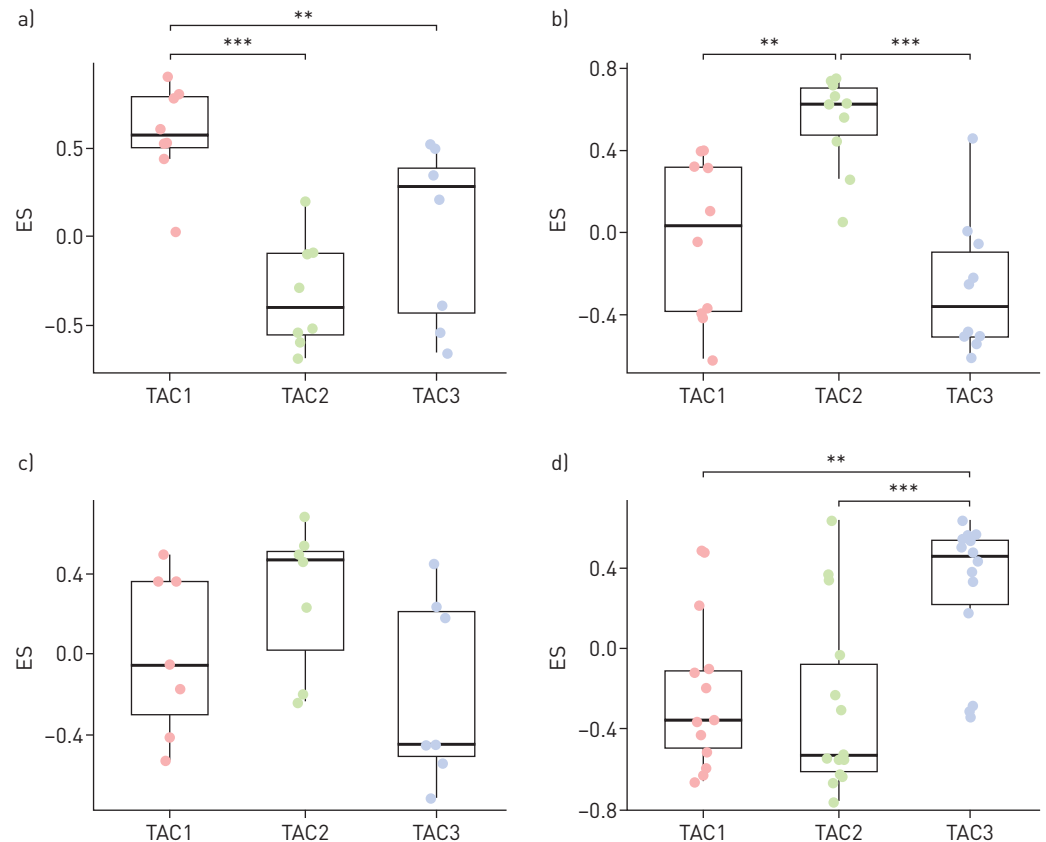 a)
**
***
ES
0.5
0.0
–0.5
TAC1 TAC2 TAC3
b)
** ***
ES
0.8
0.4
0.0
–0.4
TAC1 TAC2 TAC3
c)
ES
0.4
0.0
–0.4
TAC1 TAC2 TAC3
d)
**
***
ES
0.4
0.0
–0.4
–0.8
TAC1 TAC2 TAC3